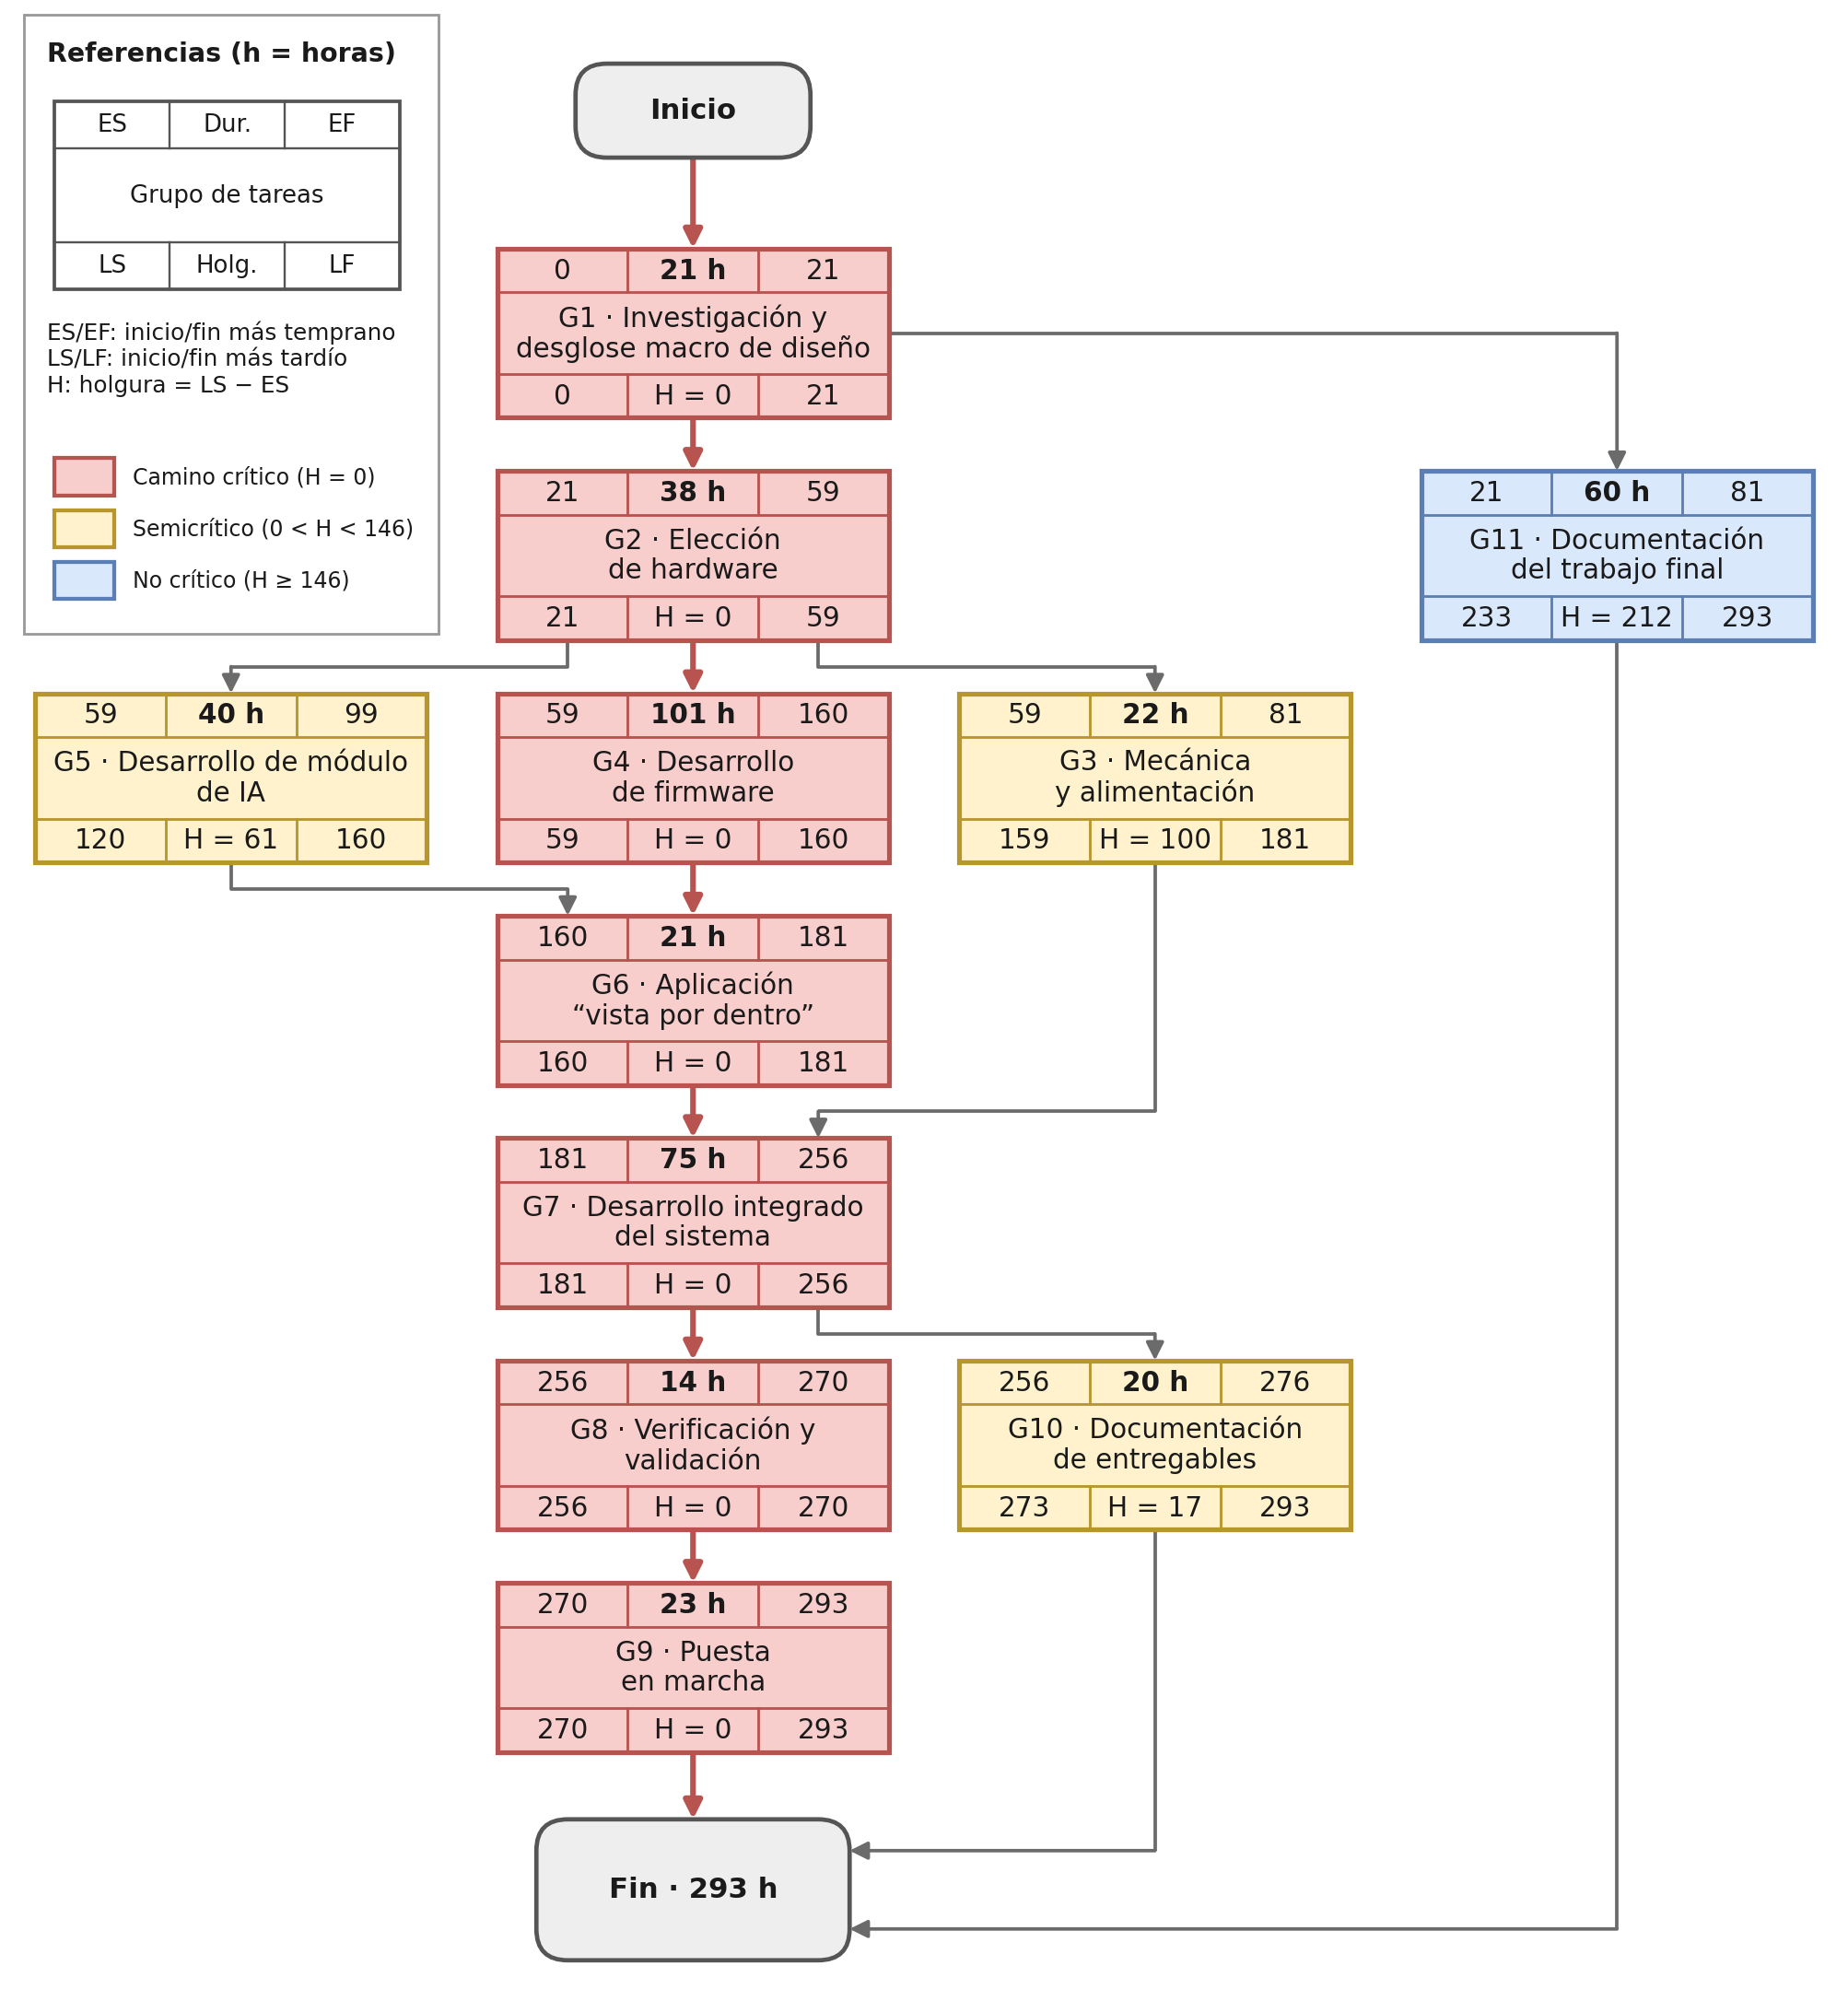 Referencias (h = horas)
ES Dur. EF
Grupo de tareas
LS Holg. LF
ES/EF: inicio/fin más temprano
LS/LF: inicio/fin más tardío
H: holgura = LS − ES
Camino crítico (H = 0)
Semicrítico (0 < H < 146)
No crítico (H ≥ 146)
Inicio
0 21 h 21
G1 · Investigación y
desglose macro de diseño
0 H = 0 21
21 38 h 59
G2 · Elección
de hardware
21 H = 0 59
21 60 h 81
G11 · Documentación
del trabajo final
233 H = 212 293
59 40 h 99
G5 · Desarrollo de módulo
de IA
120 H = 61 160
59 101 h 160
G4 · Desarrollo
de firmware
59 H = 0 160
59 22 h 81
G3 · Mecánica
y alimentación
159 H = 100 181
160 21 h 181
G6 · Aplicación
“vista por dentro”
160 H = 0 181
181 75 h 256
G7 · Desarrollo integrado
del sistema
181 H = 0 256
256 14 h 270
G8 · Verificación y
validación
256 H = 0 270
256 20 h 276
G10 · Documentación
de entregables
273 H = 17 293
270 23 h 293
G9 · Puesta
en marcha
270 H = 0 293
Fin · 293 h